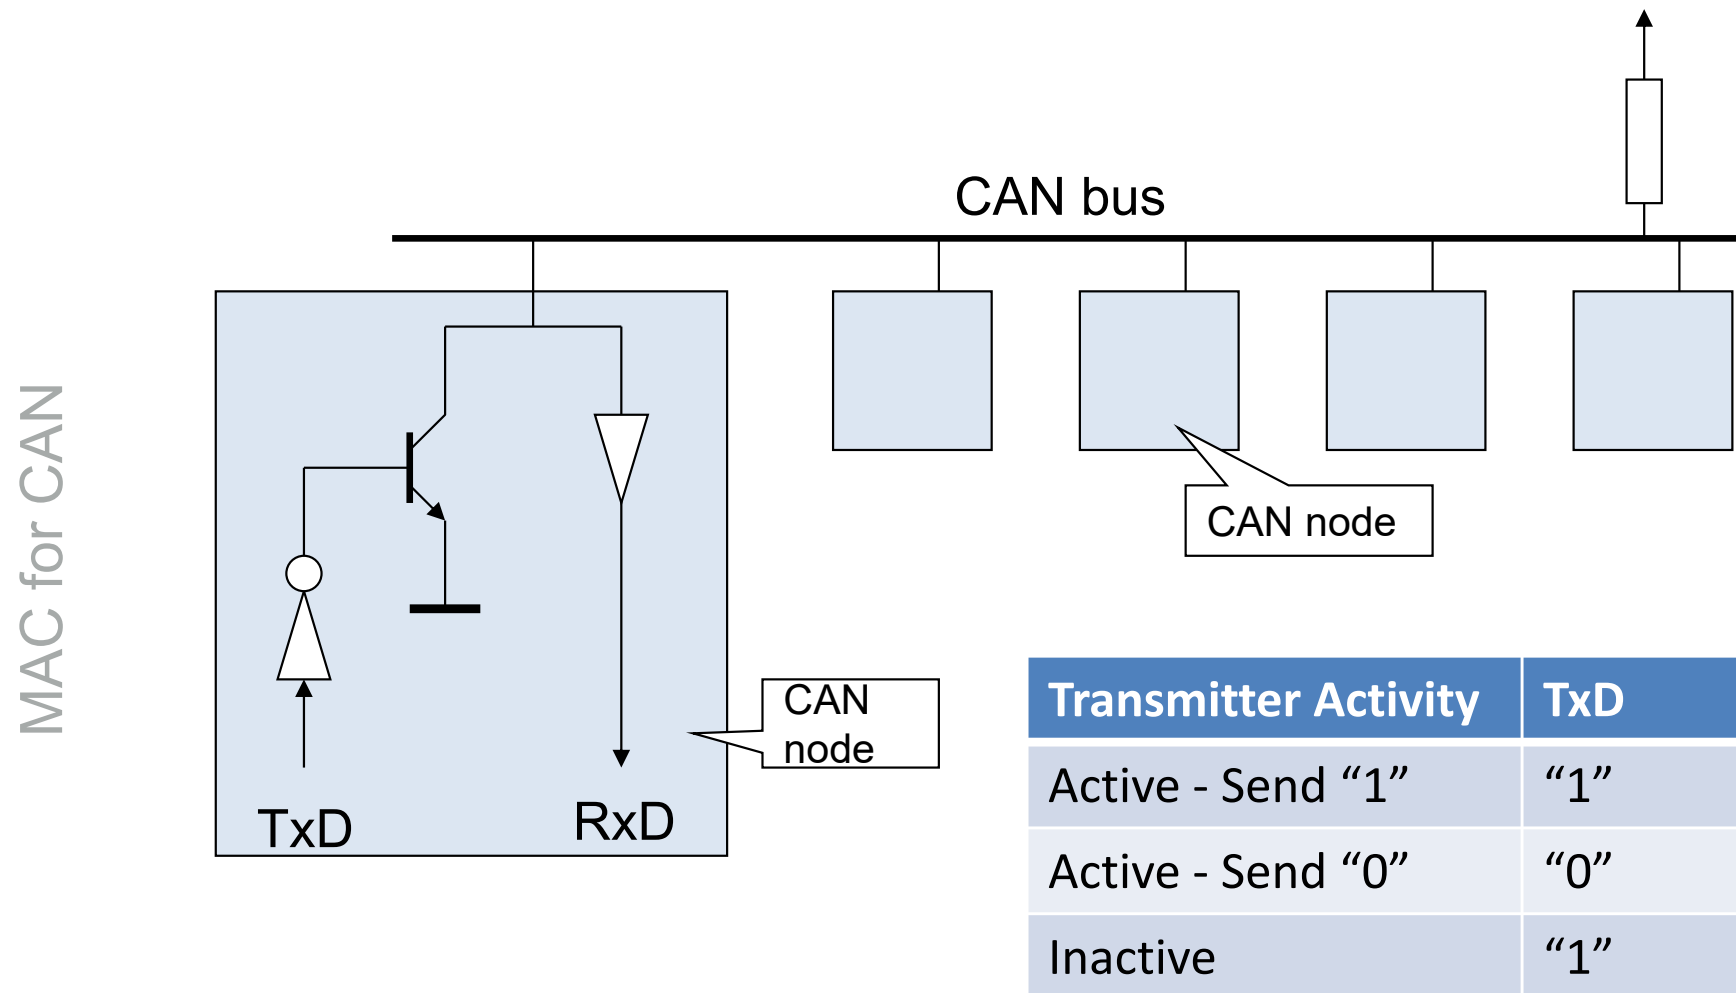 MAC for CAN
CAN bus
CAN node
CAN
node
TxD
RxD
Transmitter Activity TxD
Active - Send “1” “1”
Active - Send “0” “0”
Inactive “1”